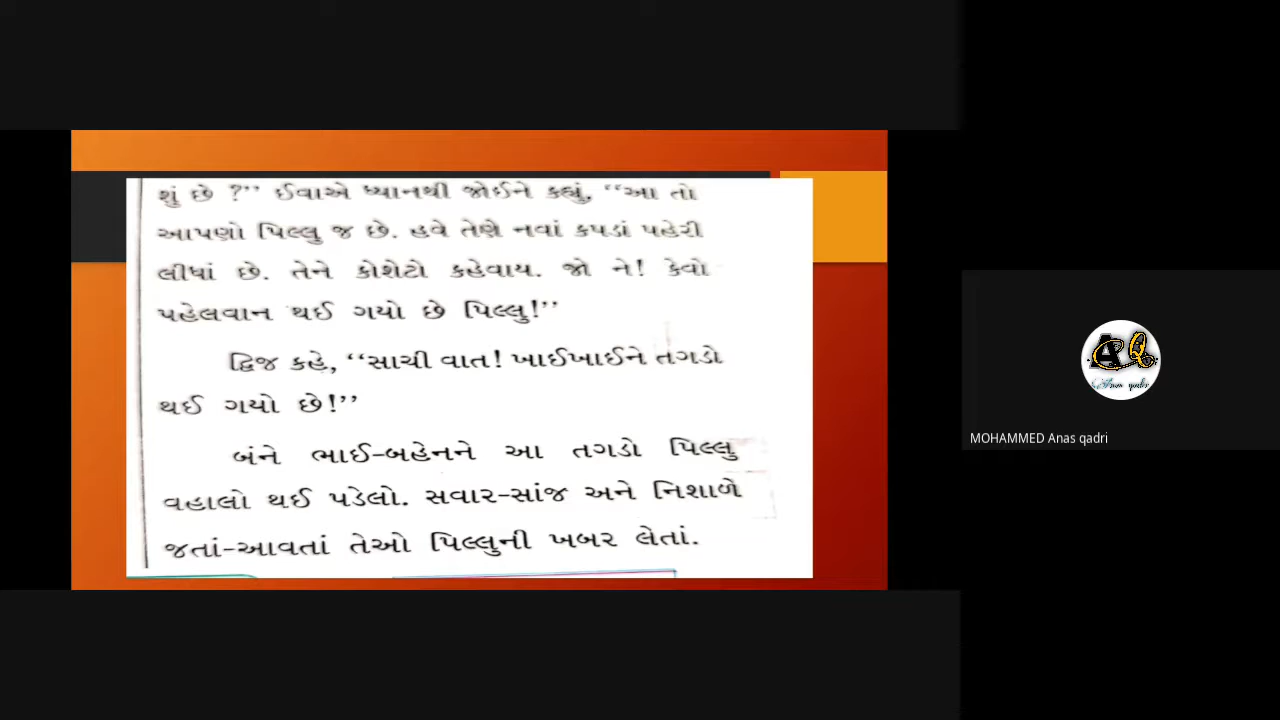 શું છે ?'' ઈવાએ ધ્યાનથી જોઈને કહ્યું, ‘‘આ તો
આપણો પિલ્લુ જ છે. હવે તેણે નવાં કપડાં પહેરી
લીધાં છે. તેને કોશેટો કહેવાય. જો ને! કેવો
પહેલવાન થઈ ગયો છે પિલ્લુ!’’
દ્વિજ કહે, ‘‘સાચી વાત! ખાઈખાઈને તગડો
થઈ ગયો છે!’’
બંને ભાઈ-બહેનને આ તગડો પિલ્લુ
વહાલો થઈ પડેલો. સવાર-સાંજ અને નિશાળે
જતાં-આવતાં તેઓ પિલ્લુની ખબર લેતાં.
AQ
MOHAMMED Anas qadri